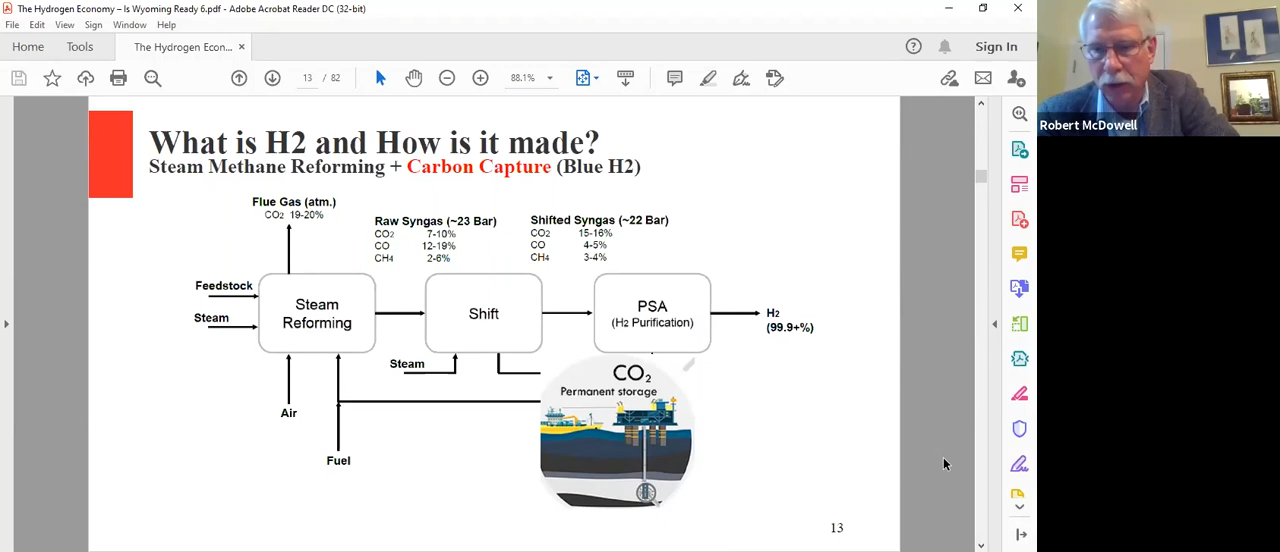 The Hydrogen Economy – Is Wyoming Ready 6.pdf - Adobe Acrobat Reader DC (32-bit)
File Edit View Sign Window Help
Home Tools The Hydrogen Econ... Sign In
13 / 82 88.1%
Robert McDowell
What is H2 and How is it made?
Steam Methane Reforming + Carbon Capture (Blue H2)
Flue Gas (atm.)
CO₂ 19-20%
Raw Syngas (~23 Bar)
CO₂ 7-10%
CO 12-19%
CH₄ 2-6%
Shifted Syngas (~22 Bar)
CO₂ 15-16%
CO 4-5%
CH₄ 3-4%
Feedstock
Steam
Steam
Reforming
Shift
PSA
(H₂ Purification)
H₂
(99.9+%)
Steam
Air
Fuel
CO₂
Permanent storage
13